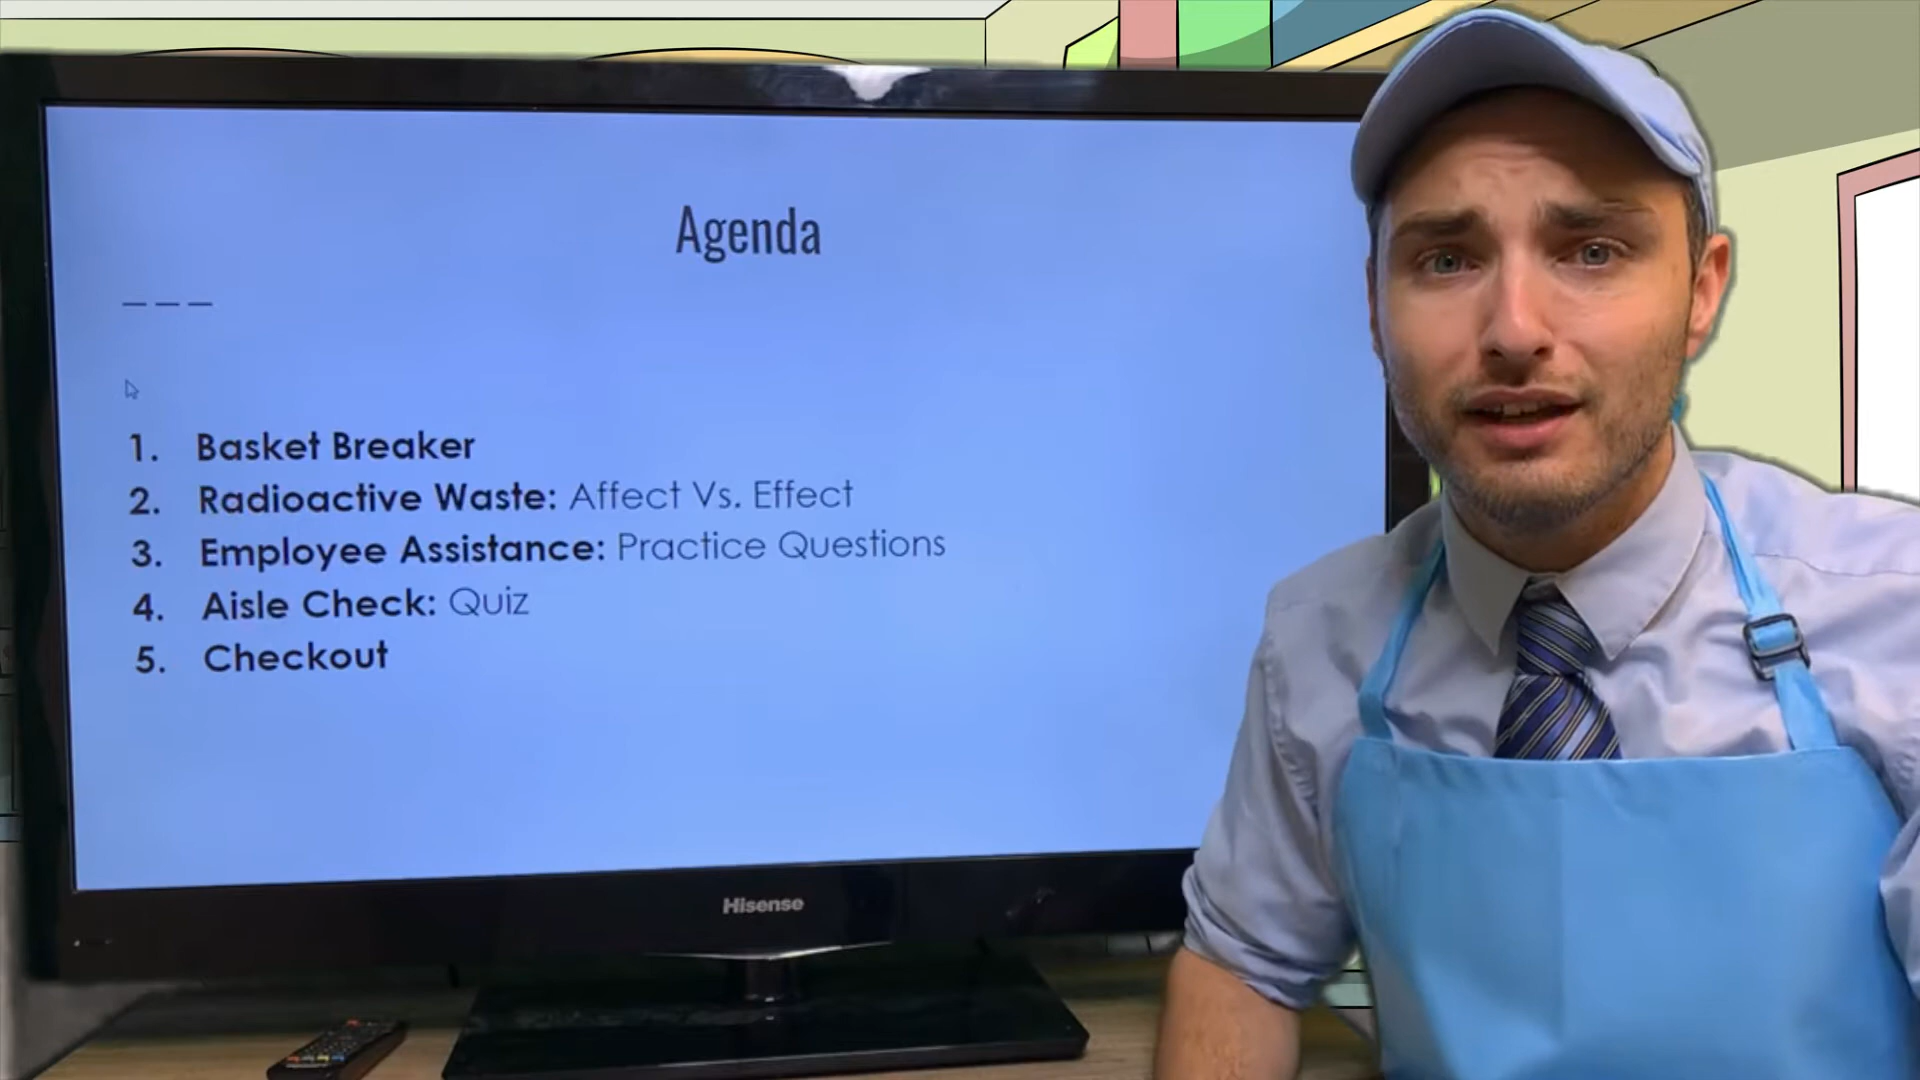 Agenda
1. Basket Breaker
2. Radioactive Waste: Affect Vs. Effect
3. Employee Assistance: Practice Questions
4. Aisle Check: Quiz
5. Checkout
Hisense